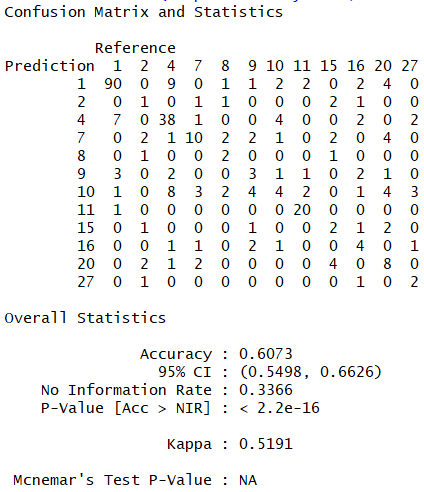 Confusion Matrix and Statistics
Reference
Prediction 1 2 4 7 8 9 10 11 15 16 20 27
1 90 0 9 0 1 1 2 2 0 2 4 0
2 0 1 0 1 1 0 0 0 2 1 0 0
4 7 0 38 1 0 0 4 0 0 2 0 2
7 0 2 1 10 2 2 1 0 2 0 4 0
8 0 1 0 0 2 0 0 0 1 0 0 0
9 3 0 2 0 0 3 1 1 0 2 1 0
10 1 0 8 3 2 4 4 2 0 1 4 3
11 1 0 0 0 0 0 0 20 0 0 0 0
15 0 1 0 0 0 1 0 0 2 1 2 0
16 0 0 1 1 0 2 1 0 0 4 0 1
20 0 2 1 2 0 0 0 0 4 0 8 0
27 0 1 0 0 0 0 0 0 0 1 0 2
Overall Statistics
Accuracy : 0.6073
95% CI : (0.5498, 0.6626)
No Information Rate : 0.3366
P-Value [Acc > NIR] : < 2.2e-16
Kappa : 0.5191
Mcnemar's Test P-Value : NA